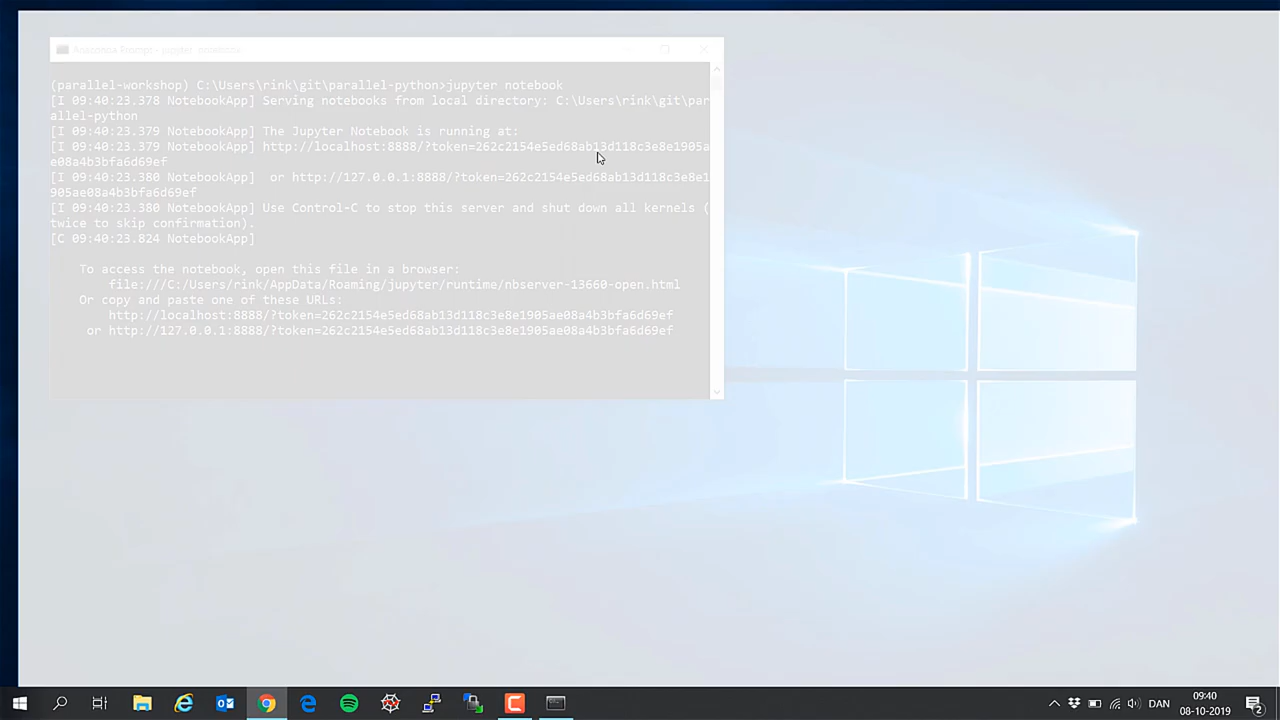 Anaconda Prompt - jupyter notebook
(parallel-workshop) C:\Users\rink\git\parallel-python>jupyter notebook
[I 09:40:23.378 NotebookApp] Serving notebooks from local directory: C:\Users\rink\git\par
allel-python
[I 09:40:23.379 NotebookApp] The Jupyter Notebook is running at:
[I 09:40:23.379 NotebookApp] http://localhost:8888/?token=262c2154e5ed68ab13d118c3e8e1905a
e08a4b3bfa6d69ef
[I 09:40:23.380 NotebookApp]  or http://127.0.0.1:8888/?token=262c2154e5ed68ab13d118c3e8e1
905ae08a4b3bfa6d69ef
[I 09:40:23.380 NotebookApp] Use Control-C to stop this server and shut down all kernels (
twice to skip confirmation).
[C 09:40:23.824 NotebookApp]
To access the notebook, open this file in a browser:
file:///C:/Users/rink/AppData/Roaming/jupyter/runtime/nbserver-13660-open.html
Or copy and paste one of these URLs:
http://localhost:8888/?token=262c2154e5ed68ab13d118c3e8e1905ae08a4b3bfa6d69ef
or http://127.0.0.1:8888/?token=262c2154e5ed68ab13d118c3e8e1905ae08a4b3bfa6d69ef
DAN
09:40
08-10-2019
2